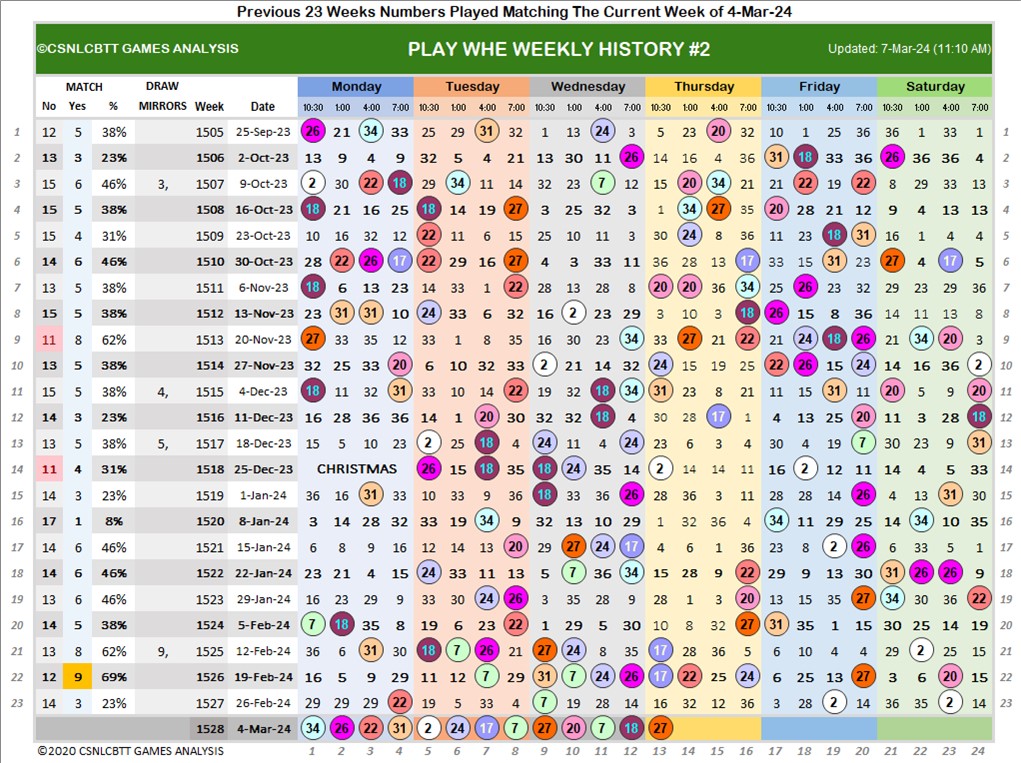 Previous 23 Weeks Numbers Played Matching The Current Week of 4-Mar-24
©CSNLCBTT GAMES ANALYSIS PLAY WHE WEEKLY HISTORY #2 Updated: 7-Mar-24 (11:10 AM)
MATCH DRAW Monday Tuesday Wednesday Thursday Friday Saturday
No Yes % MIRRORS Week Date 10:30 1:00 4:00 7:00 10:30 1:00 4:00 7:00 10:30 1:00 4:00 7:00 10:30 1:00 4:00 7:00 10:30 1:00 4:00 7:00 10:30 1:00 4:00 7:00
1 12 5 38% 1505 25-Sep-23 26 21 34 33 25 29 31 32 1 13 24 3 5 23 20 32 10 1 25 36 36 1 33 1 1
2 13 3 23% 1506 2-Oct-23 13 9 4 9 32 5 4 21 13 30 11 26 14 16 4 36 31 18 33 36 26 36 36 4 2
3 15 6 46% 3, 1507 9-Oct-23 2 30 22 18 29 34 11 14 32 23 7 12 15 20 34 21 21 22 19 22 8 29 33 13 3
4 15 5 38% 1508 16-Oct-23 18 21 16 25 18 14 19 27 3 25 32 3 1 34 27 35 20 28 21 12 9 4 13 13 4
5 15 4 31% 1509 23-Oct-23 10 16 32 12 22 11 6 15 25 10 11 3 30 24 8 36 11 23 18 31 16 1 4 4 5
6 14 6 46% 1510 30-Oct-23 28 22 26 17 22 29 16 27 4 3 33 11 36 28 13 17 33 15 31 23 27 4 17 5 6
7 13 5 38% 1511 6-Nov-23 18 6 13 23 14 33 1 22 28 13 28 8 20 20 36 34 25 26 23 32 29 23 29 36 7
8 15 5 38% 1512 13-Nov-23 23 31 31 10 24 33 6 32 16 2 23 29 3 10 3 18 26 15 8 36 14 11 13 8 8
9 11 8 62% 1513 20-Nov-23 27 33 35 12 33 1 8 35 16 30 23 34 33 27 21 22 21 24 18 26 21 34 20 3 9
10 13 5 38% 1514 27-Nov-23 32 25 33 20 6 10 32 33 2 21 14 32 24 15 19 25 22 26 15 24 14 16 36 2 10
11 15 5 38% 4, 1515 4-Dec-23 18 11 32 31 33 10 14 22 19 32 18 34 31 23 8 21 11 15 31 11 20 5 9 20 11
12 14 3 23% 1516 11-Dec-23 16 28 36 36 14 1 20 30 32 32 18 4 30 28 17 1 4 13 25 20 11 3 28 18 12
13 13 5 38% 5, 1517 18-Dec-23 15 5 10 23 2 25 18 4 24 11 4 24 23 6 3 4 30 4 19 7 30 28 9 31 13
14 11 4 31% 1518 25-Dec-23 CHRISTMAS 26 15 18 35 18 24 35 14 2 14 14 11 16 2 12 11 14 4 5 33 14
15 14 3 23% 1519 1-Jan-24 36 16 31 33 10 33 9 36 18 33 36 26 28 36 3 11 28 28 14 26 4 23 31 30 15
16 17 1 8% 1520 8-Jan-24 3 14 28 32 33 19 34 9 32 13 10 29 1 32 36 4 34 11 29 25 14 34 10 35 16
17 14 6 46% 1521 15-Jan-24 6 8 9 16 12 14 13 20 29 27 24 17 4 6 1 36 23 8 2 26 6 33 5 1 17
18 14 6 46% 1522 22-Jan-24 23 21 4 15 24 33 11 13 5 7 36 34 15 28 9 22 29 9 13 30 31 26 26 9 18
19 13 6 46% 1523 29-Jan-24 16 23 29 9 33 30 24 26 3 35 28 9 28 1 3 20 15 35 35 27 34 30 36 22 19
20 14 5 38% 1524 5-Feb-24 7 18 35 8 19 6 23 22 1 29 5 30 10 8 32 27 31 35 1 15 30 25 14 19 20
21 13 8 62% 9, 1525 12-Feb-24 36 6 31 30 18 7 26 21 27 24 8 35 17 28 36 5 6 10 4 4 29 2 25 15 21
22 12 9 69% 1526 19-Feb-24 16 5 9 29 11 12 7 29 31 7 24 26 17 22 25 24 6 25 13 27 3 6 20 15 22
23 14 3 23% 1527 26-Feb-24 29 29 29 22 19 5 33 4 7 19 28 14 16 32 12 36 3 28 2 14 36 35 2 14 23
1528 4-Mar-24 34 26 22 31 2 24 17 7 27 20 7 18 27
©2020 CSNLCBTT GAMES ANALYSIS 1 2 3 4 5 6 7 8 9 10 11 12 13 14 15 16 17 18 19 20 21 22 23 24